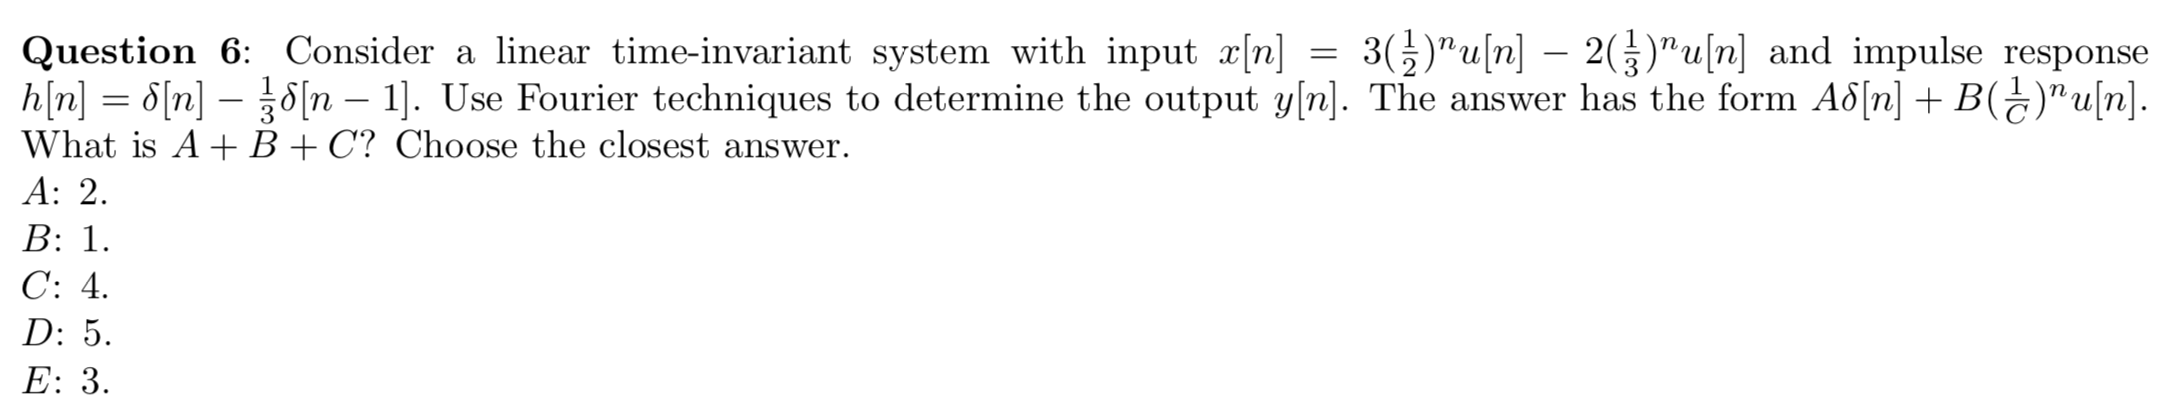 Question 6: Consider a linear time-invariant system with input $x[n] = 3(\frac{1}{2})^n u[n] - 2(\frac{1}{3})^n u[n]$ and impulse response
$h[n] = \delta[n] - \frac{1}{3}\delta[n-1]$. Use Fourier techniques to determine the output $y[n]$. The answer has the form $A\delta[n] + B(\frac{1}{C})^n u[n]$.
What is $A + B + C$? Choose the closest answer.
A: 2.
B: 1.
C: 4.
D: 5.
E: 3.